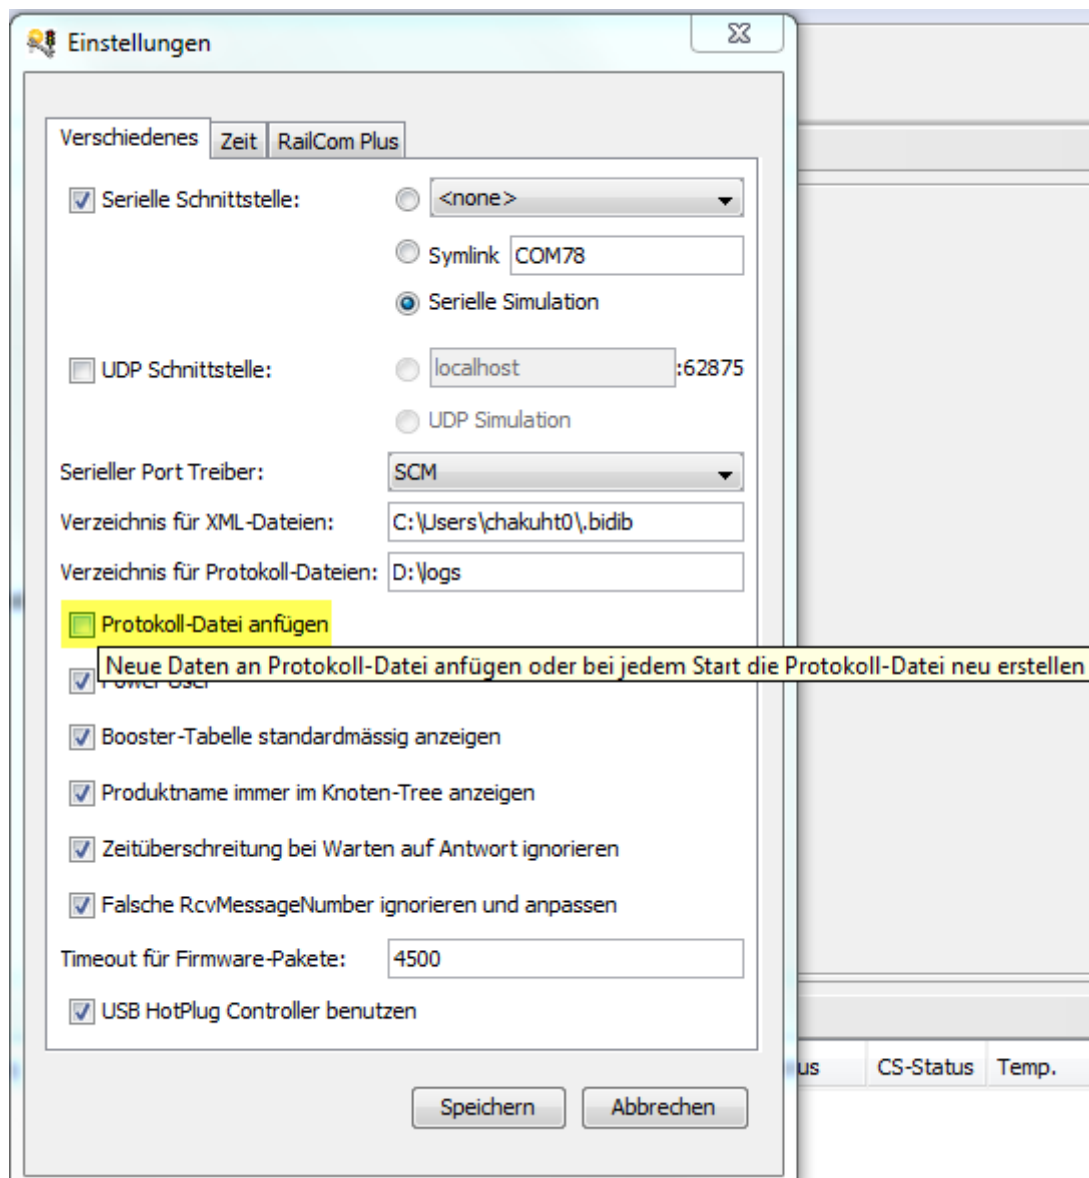 Einstellungen
Verschiedenes Zeit RailCom Plus
Serielle Schnittstelle: <none>
Symlink COM78
Serielle Simulation
UDP Schnittstelle: localhost :62875
UDP Simulation
Serieller Port Treiber: SCM
Verzeichnis für XML-Dateien: C:\Users\chakuht0\.bidib
Verzeichnis für Protokoll-Dateien: D:\logs
Protokoll-Datei anfügen
Neue Daten an Protokoll-Datei anfügen oder bei jedem Start die Protokoll-Datei neu erstellen
Power User
Booster-Tabelle standardmässig anzeigen
Produktname immer im Knoten-Tree anzeigen
Zeitüberschreitung bei Warten auf Antwort ignorieren
Falsche RcvMessageNumber ignorieren und anpassen
Timeout für Firmware-Pakete: 4500
USB HotPlug Controller benutzen
us CS-Status Temp.
Speichern Abbrechen